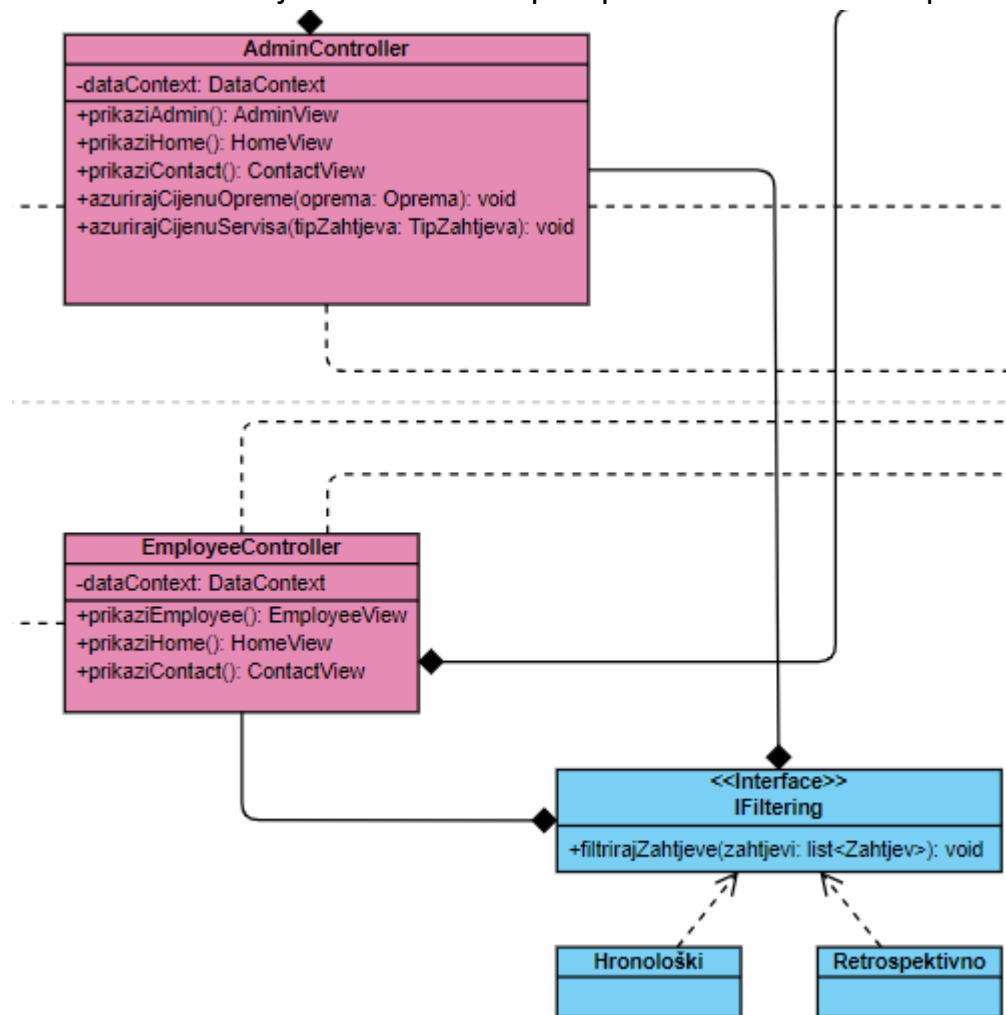 AdminController
-dataContext: DataContext
+prikaziAdmin(): AdminView
+prikaziHome(): HomeView
+prikaziContact(): ContactView
+azurirajCijenuOpreme(oprema: Oprema): void
+azurirajCijenuServisa(tipZahtjeva: TipZahtjeva): void
EmployeeController
-dataContext: DataContext
+prikaziEmployee(): EmployeeView
+prikaziHome(): HomeView
+prikaziContact(): ContactView
<<Interface>>
IFiltering
+filtrirajZahtjeve(zahtjevi: list<Zahtjev>): void
Hronološki
Retrospektivno